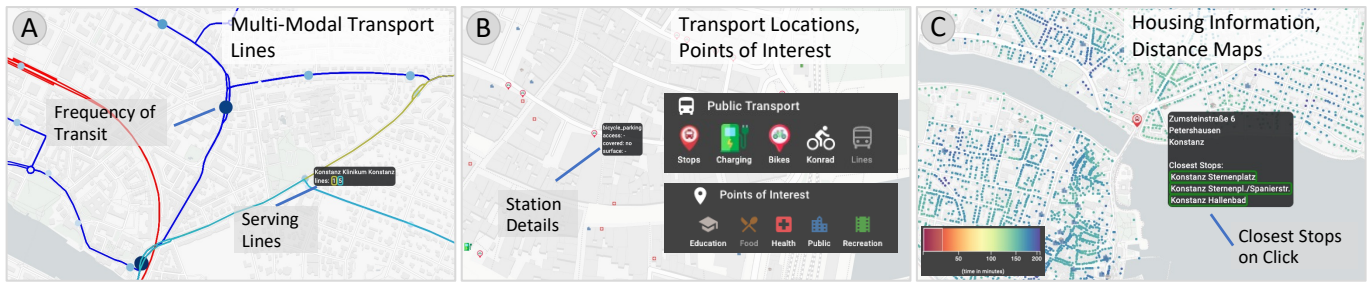 A
Multi-Modal Transport
Lines
Frequency of
Transit
Konstanz Klinikum Konstanz
lines: 1 5
Serving
Lines
B
Transport Locations,
Points of Interest
bicycle_parking
access: -
covered: no
surface: -
Station
Details
Public Transport
Stops
Charging
Bikes
Konrad
Lines
Points of Interest
Education
Food
Health
Public
Recreation
C
Housing Information,
Distance Maps
Zumsteinstraße 6
Petershausen
Konstanz
Closest Stops:
Konstanz Sternenplatz
Konstanz Sternenpl./Spanierstr.
Konstanz Hallenbad
Closest Stops
on Click
50 100 150 200
(time in minutes)